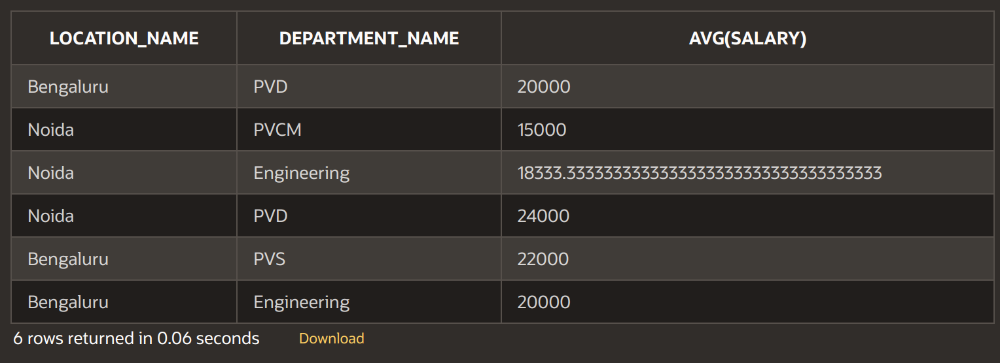 LOCATION_NAME DEPARTMENT_NAME AVG(SALARY)
Bengaluru PVD 20000
Noida PVCM 15000
Noida Engineering 18333.3333333333333333333333333333333333
Noida PVD 24000
Bengaluru PVS 22000
Bengaluru Engineering 20000
6 rows returned in 0.06 seconds Download